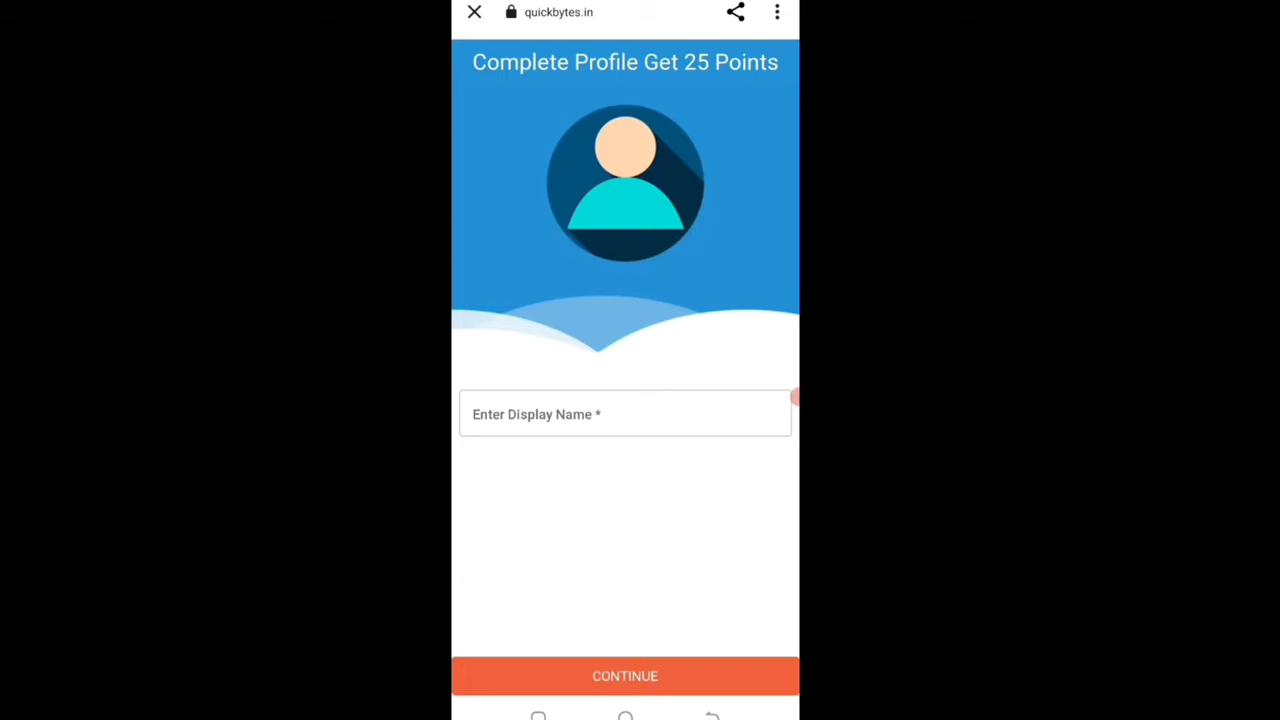 quickbytes.in
Complete Profile Get 25 Points
Enter Display Name *
CONTINUE